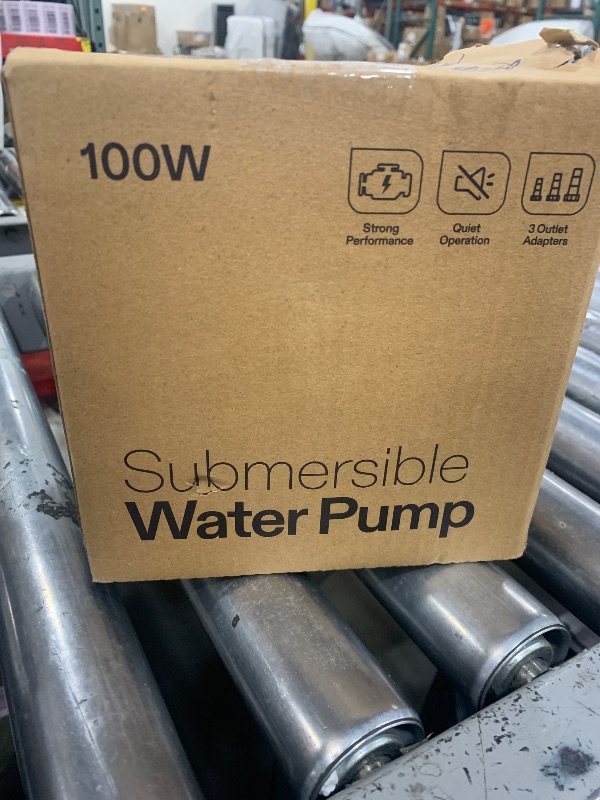 100W
Strong
Performance
Quiet
Operation
3 Outlet
Adapters
Submersible
Water Pump